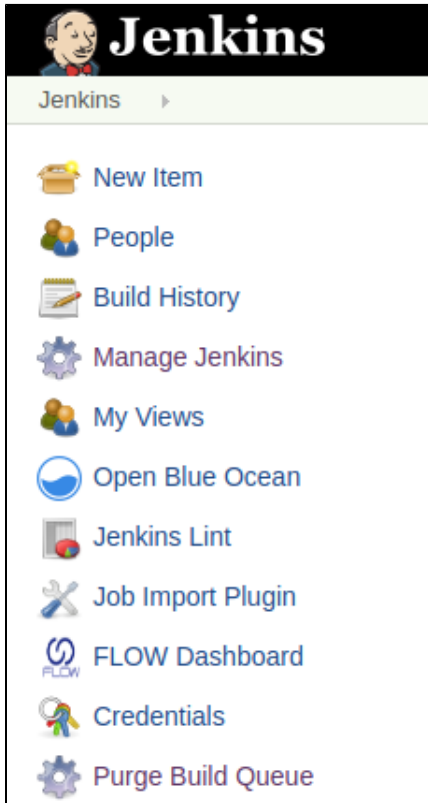 Jenkins
Jenkins
New Item
People
Build History
Manage Jenkins
My Views
Open Blue Ocean
Jenkins Lint
Job Import Plugin
FLOW
FLOW Dashboard
Credentials
Purge Build Queue